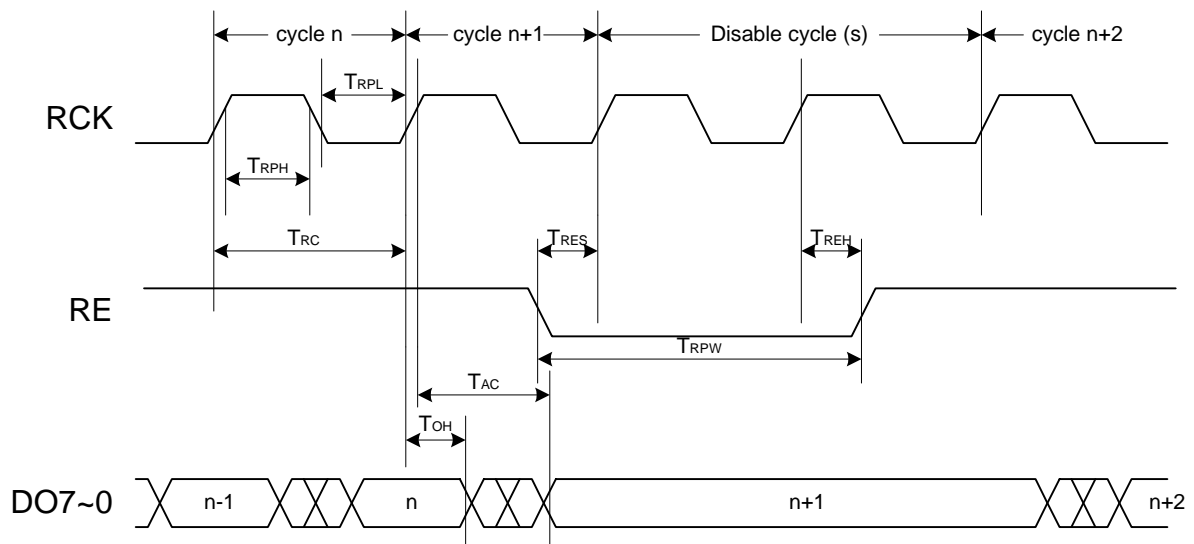 cycle n
cycle n+1
Disable cycle (s)
cycle n+2
TRPL
RCK
TRPH
TRC
TRES
TREH
RE
TRPW
TAC
TOH
DO7~0
n-1
n
n+1
n+2